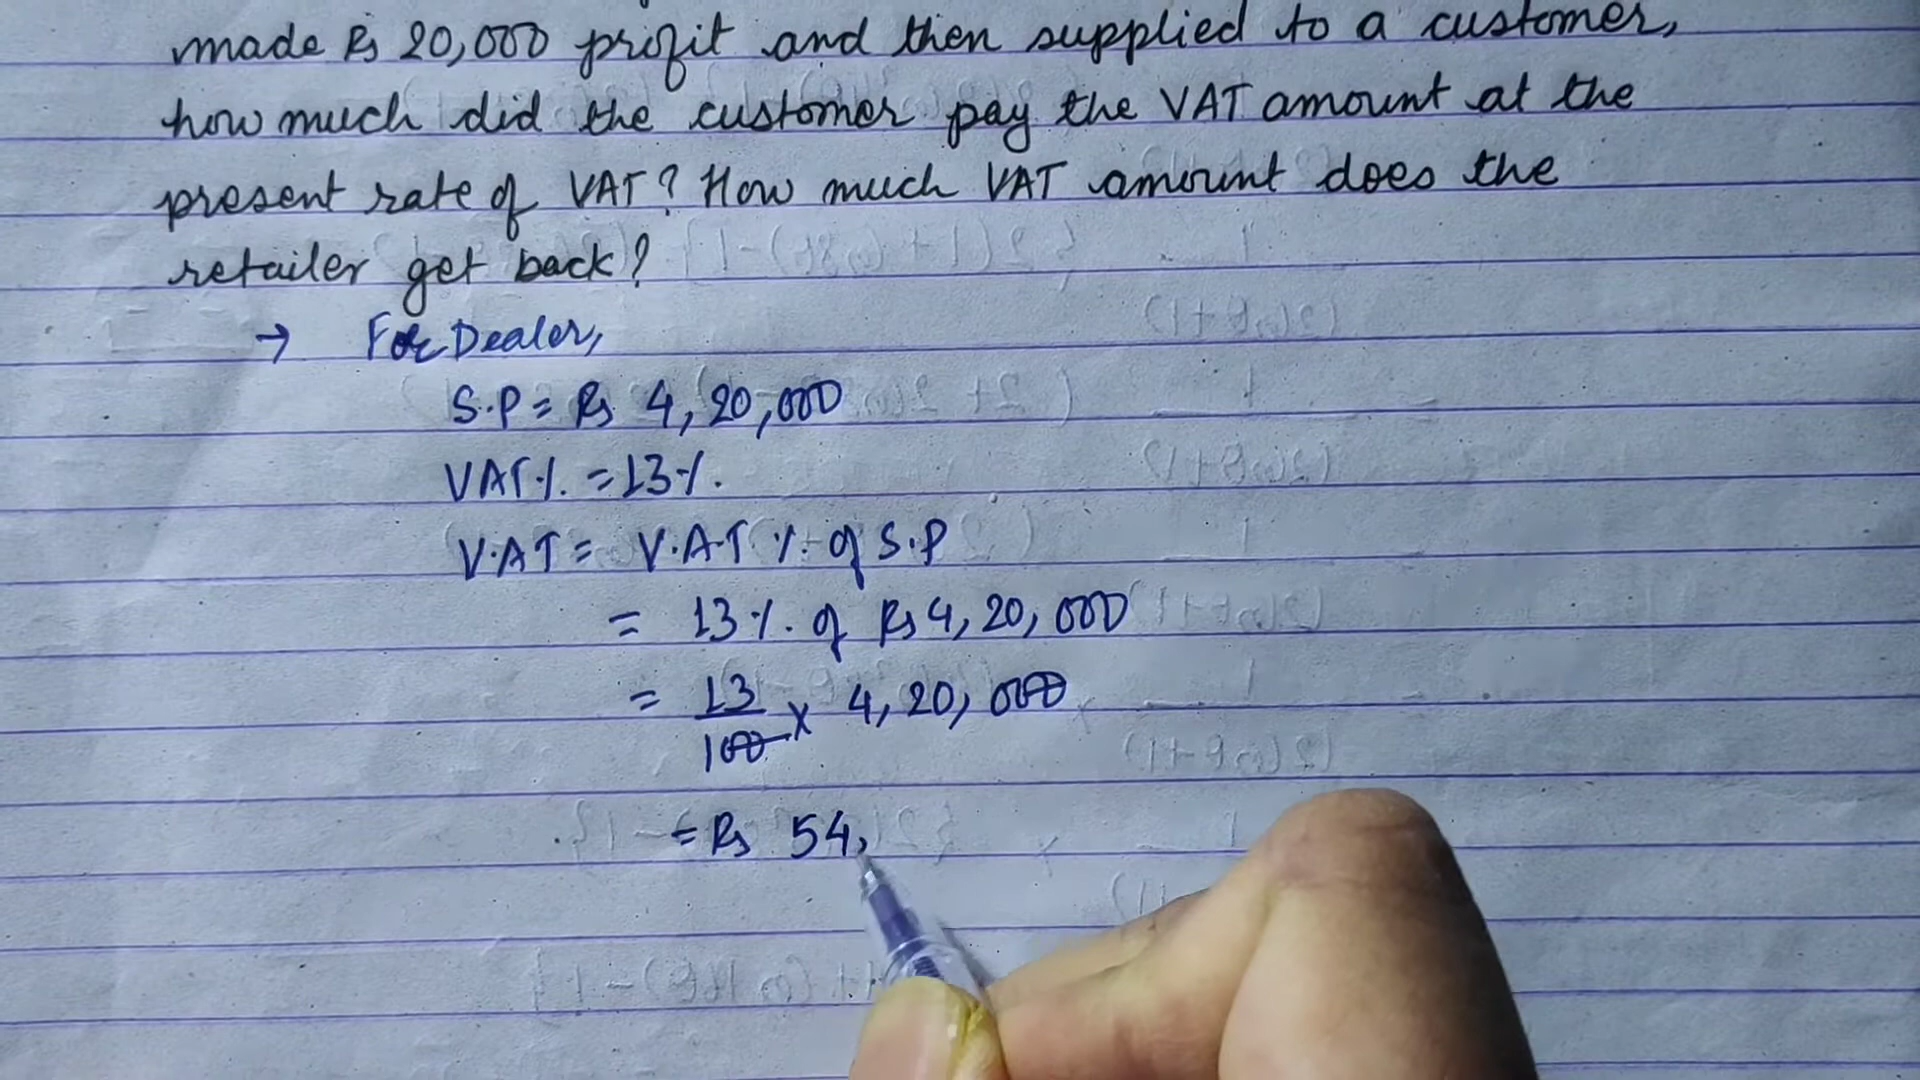 made Rs 20,000 profit and then supplied to a customer,
how much did the customer pay the VAT amount at the
present rate of VAT? How much VAT amount does the
retailer get back?
→ For Dealer,
S.P = Rs 4,20,000
VAT% = 13%.
V.AT = V.A.T % of S.P
= 13% of Rs 4,20,000
= 13/100 × 4,20,000
= Rs 54,